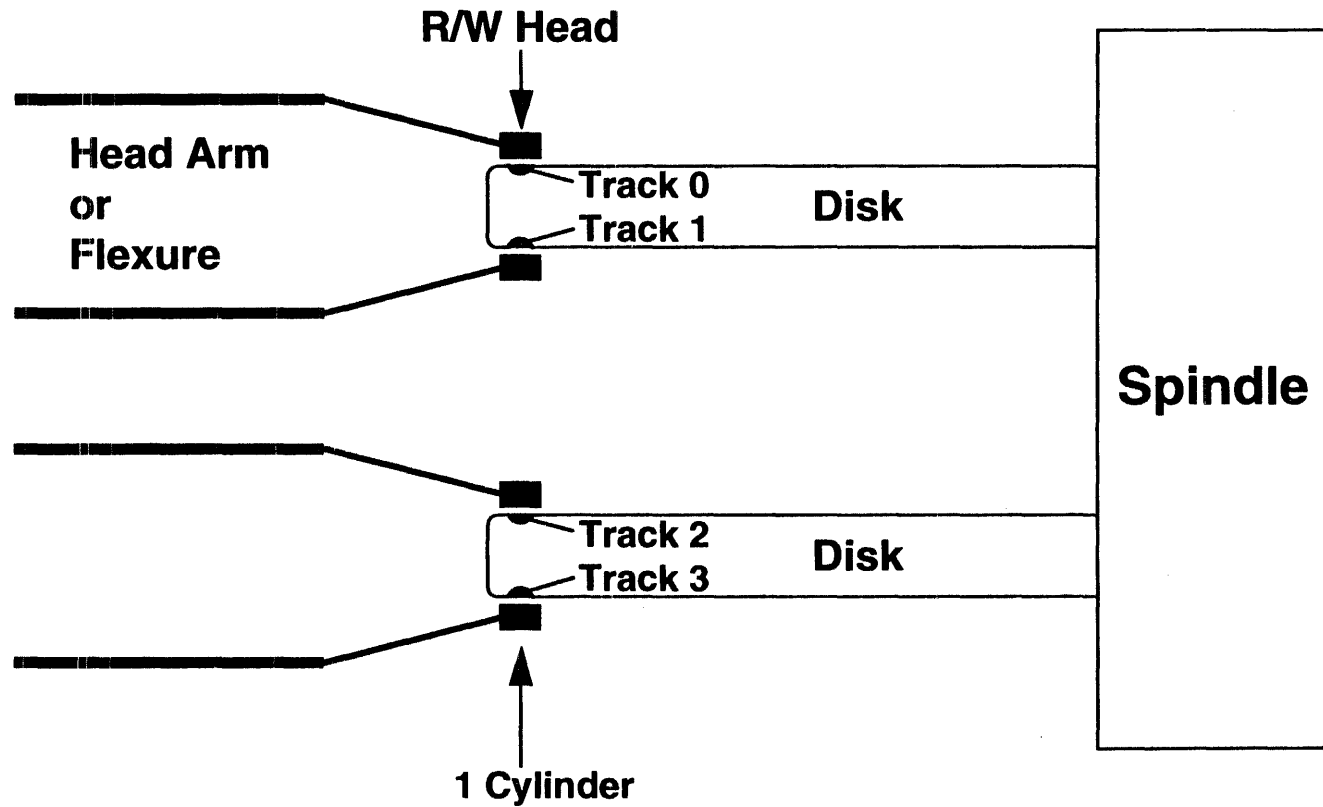 R/W Head
Head Arm
or
Flexure
Track 0
Track 1
Disk
Spindle
Track 2
Track 3
Disk
1 Cylinder